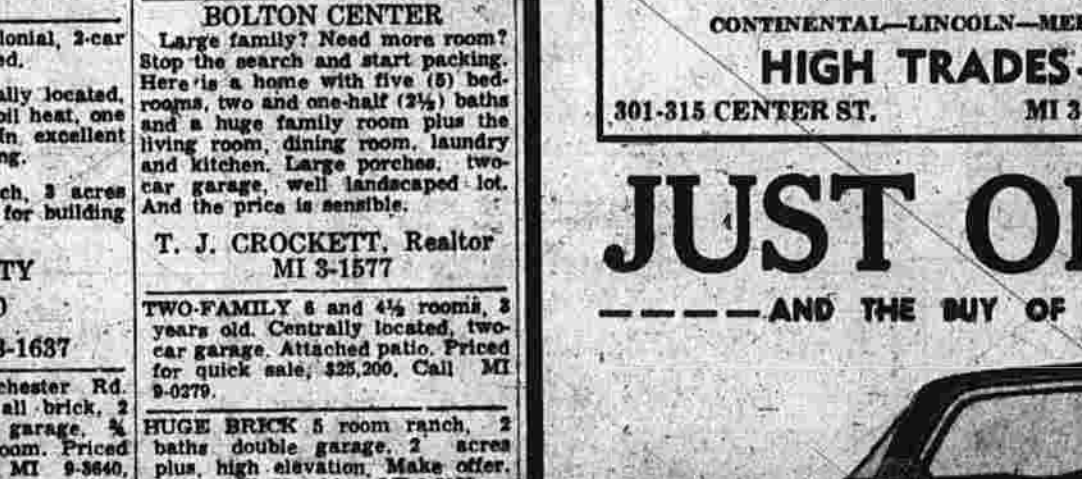 lonial, 2-car
ed.
ally located,
oil heat, one
In excellent
ng.
ch, 3 acres
for building
TY
3-1637
chester Rd.
all brick, 2
garage, ¾
oom. Priced
MI 9-3640,
BOLTON CENTER
Large family? Need more room?
Stop the search and start packing.
Here is a home with five (5) bed-
rooms, two and one-half (2½) baths
and a huge family room plus the
living room, dining room, laundry
and kitchen. Large porches, two-
car garage, well landscaped lot.
And the price is sensible.
T. J. CROCKETT, Realtor
MI 3-1577
TWO-FAMILY 6 and 4½ rooms, 3
years old. Centrally located, two-
car garage. Attached patio. Priced
for quick sale, $25,200. Call MI
9-0279.
HUGE BRICK 5 room ranch, 2
baths double garage, 2 acres
plus, high elevation, Make offer.
CONTINENTAL—LINCOLN—ME
HIGH TRADES
301-315 CENTER ST. MI 3
JUST O
————AND THE BUY OF